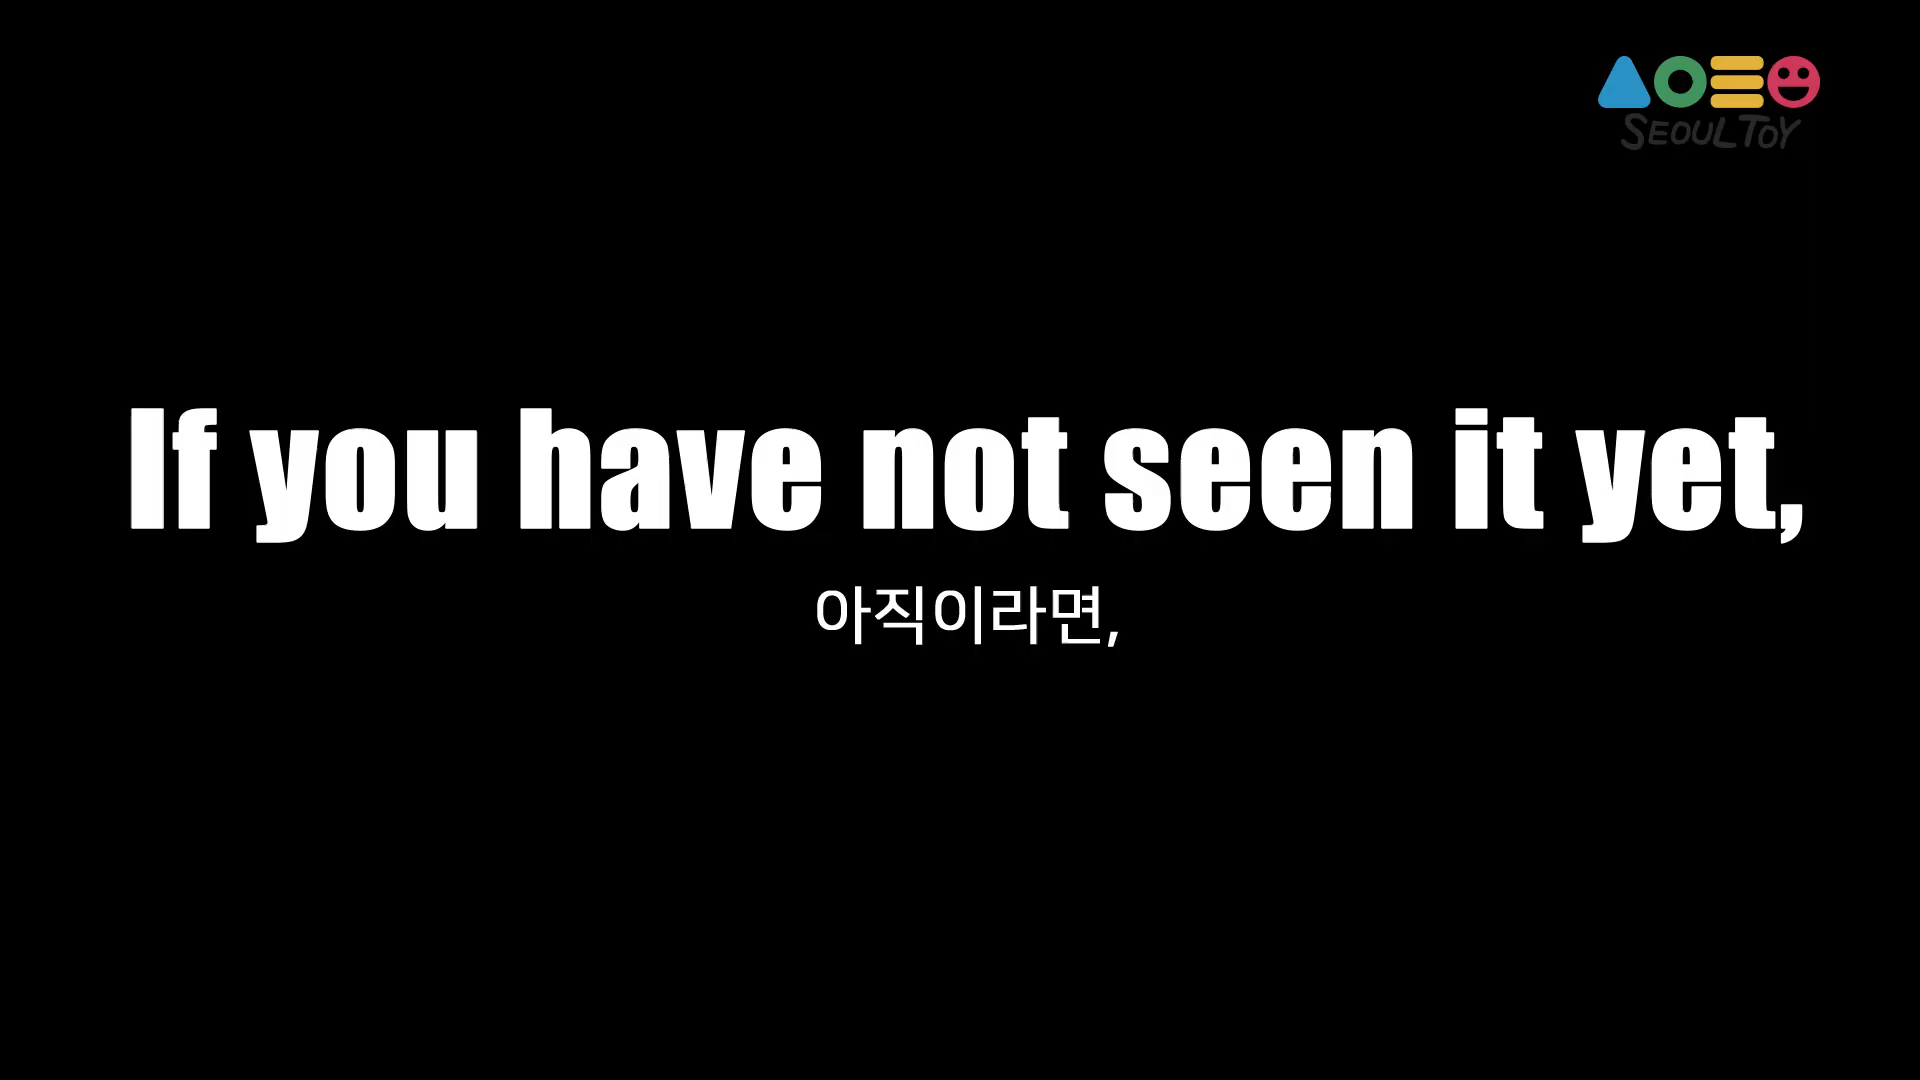 SEOUL TOY
If you have not seen it yet,
아직이라면,